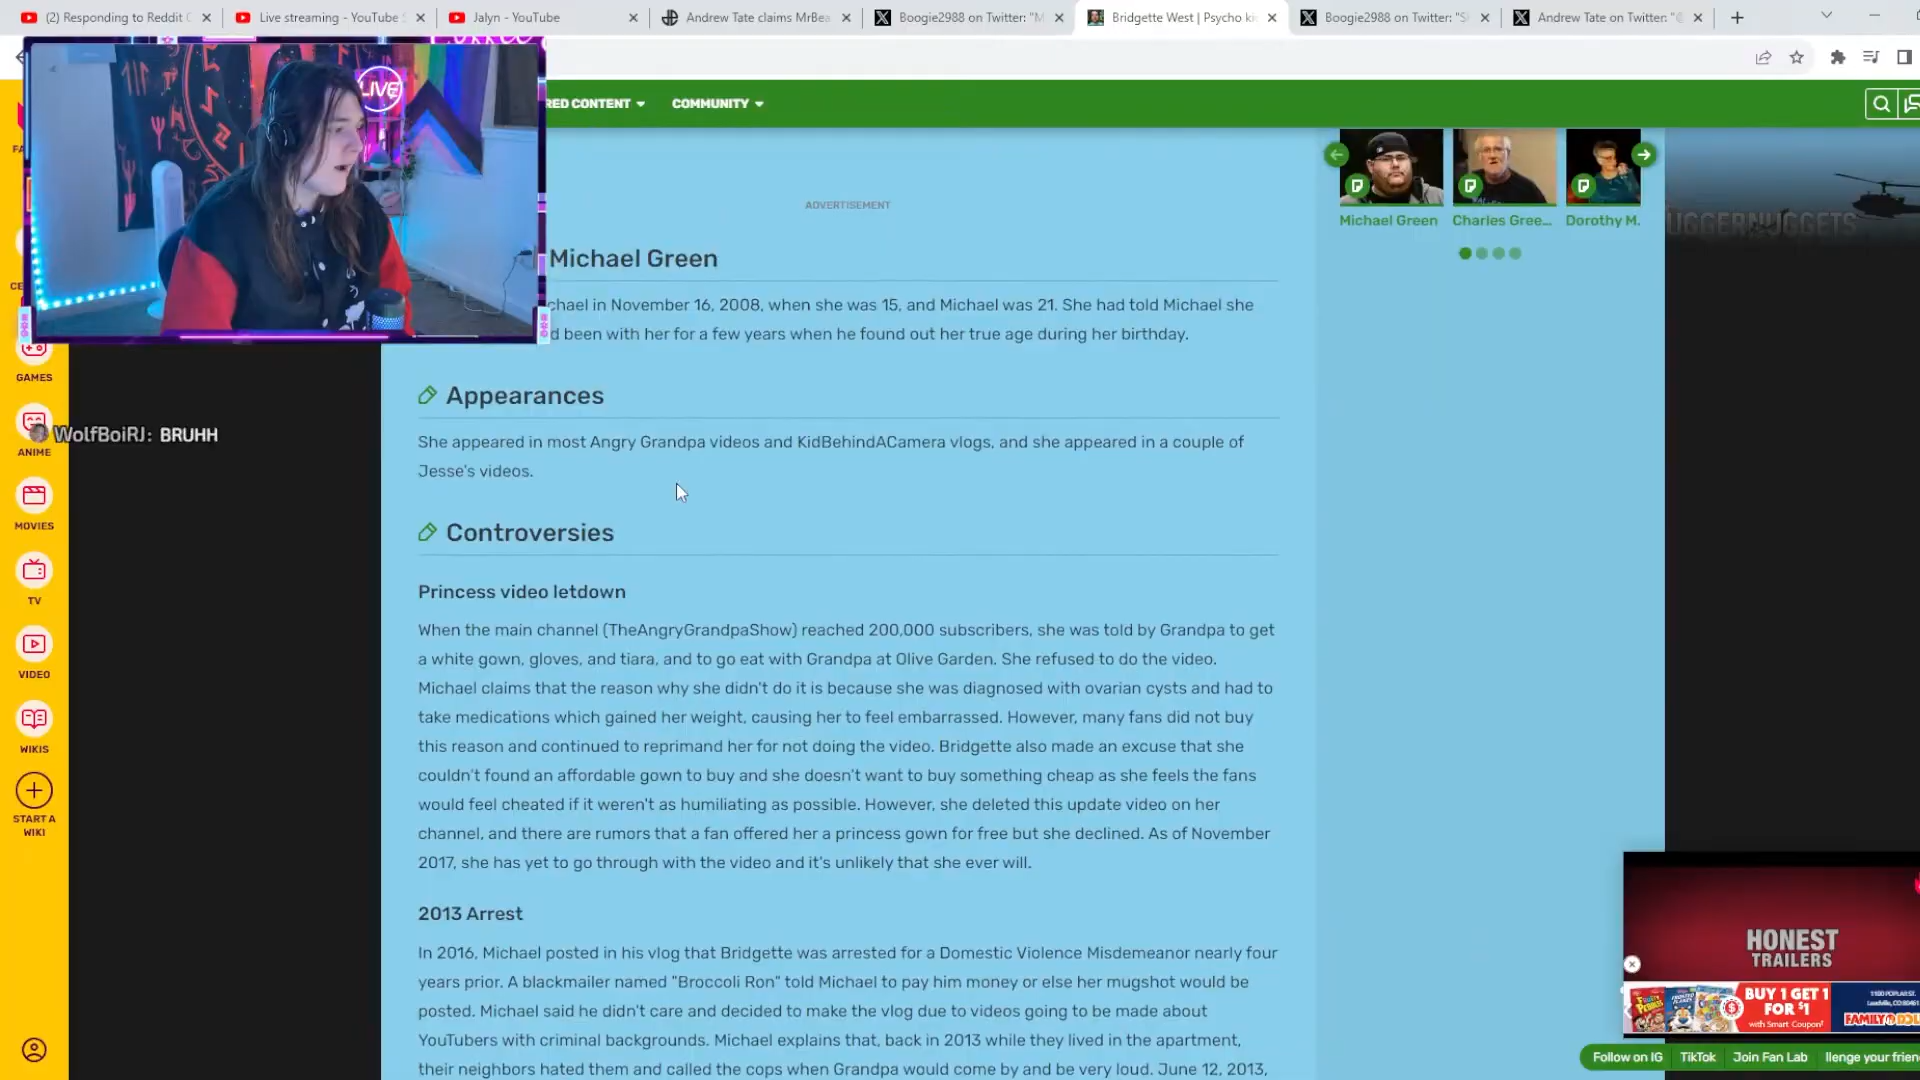 (2) Responding to Reddit C
Live streaming - YouTube S
Jalyn - YouTube
Andrew Tate claims MrBea
Boogie2988 on Twitter: "M
Bridgette West | Psycho ki
Boogie2988 on Twitter: "S
Andrew Tate on Twitter: "@
RED CONTENT
COMMUNITY
LIVE
ADVERTISEMENT
Michael Green
Charles Gree...
Dorothy M.
UGGERNUGGETS
Michael Green
chael in November 16, 2008, when she was 15, and Michael was 21. She had told Michael she
d been with her for a few years when he found out her true age during her birthday.
Appearances
She appeared in most Angry Grandpa videos and KidBehindACamera vlogs, and she appeared in a couple of
Jesse's videos.
Controversies
Princess video letdown
When the main channel (TheAngryGrandpaShow) reached 200,000 subscribers, she was told by Grandpa to get
a white gown, gloves, and tiara, and to go eat with Grandpa at Olive Garden. She refused to do the video.
Michael claims that the reason why she didn't do it is because she was diagnosed with ovarian cysts and had to
take medications which gained her weight, causing her to feel embarrassed. However, many fans did not buy
this reason and continued to reprimand her for not doing the video. Bridgette also made an excuse that she
couldn't found an affordable gown to buy and she doesn't want to buy something cheap as she feels the fans
would feel cheated if it weren't as humiliating as possible. However, she deleted this update video on her
channel, and there are rumors that a fan offered her a princess gown for free but she declined. As of November
2017, she has yet to go through with the video and it's unlikely that she ever will.
2013 Arrest
In 2016, Michael posted in his vlog that Bridgette was arrested for a Domestic Violence Misdemeanor nearly four
years prior. A blackmailer named "Broccoli Ron" told Michael to pay him money or else her mugshot would be
posted. Michael said he didn't care and decided to make the vlog due to videos going to be made about
YouTubers with criminal backgrounds. Michael explains that, back in 2013 while they lived in the apartment,
their neighbors hated them and called the cops when Grandpa would come by and be very loud. June 12, 2013,
FA
CE
GAMES
WolfBoiRJ: BRUHH
ANIME
MOVIES
TV
VIDEO
WIKIS
START A
WIKI
HONEST
TRAILERS
BUY 1 GET 1
FOR $1
with Smart Coupon!
FAMILY DOL
Follow on IG
TikTok
Join Fan Lab
llenge your frien